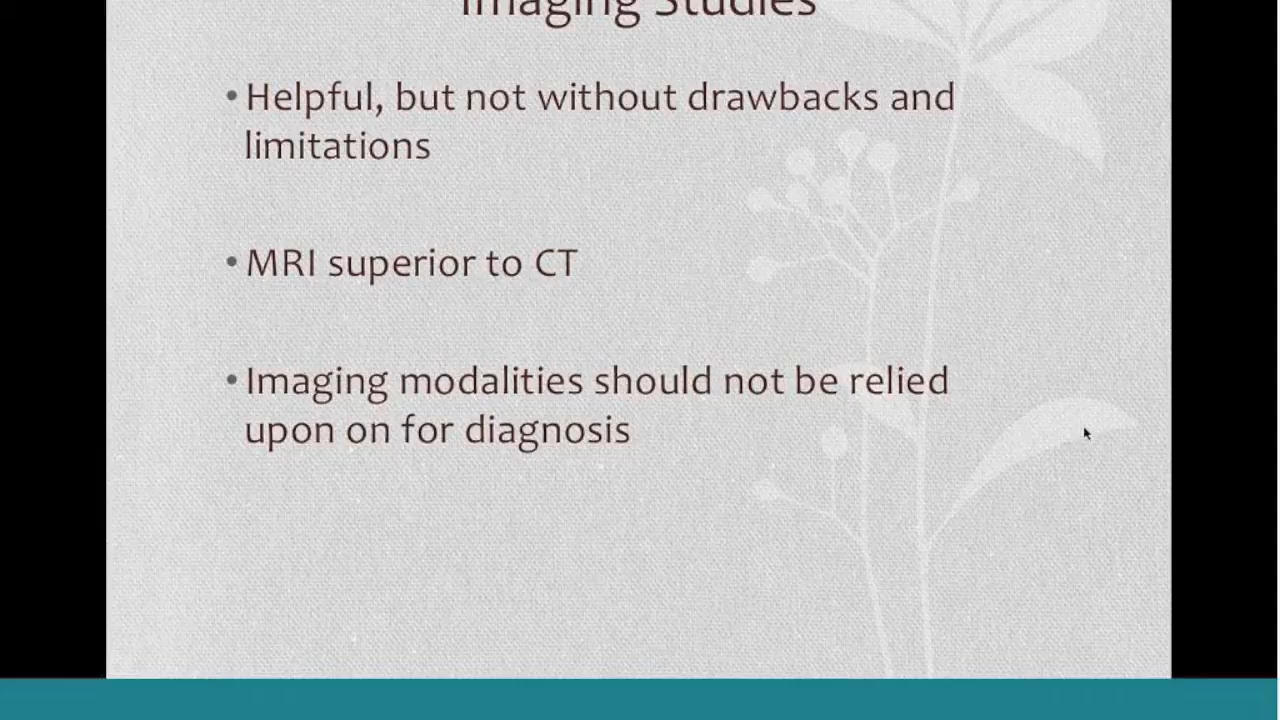 Imaging Studies
• Helpful, but not without drawbacks and
limitations
• MRI superior to CT
• Imaging modalities should not be relied
upon on for diagnosis